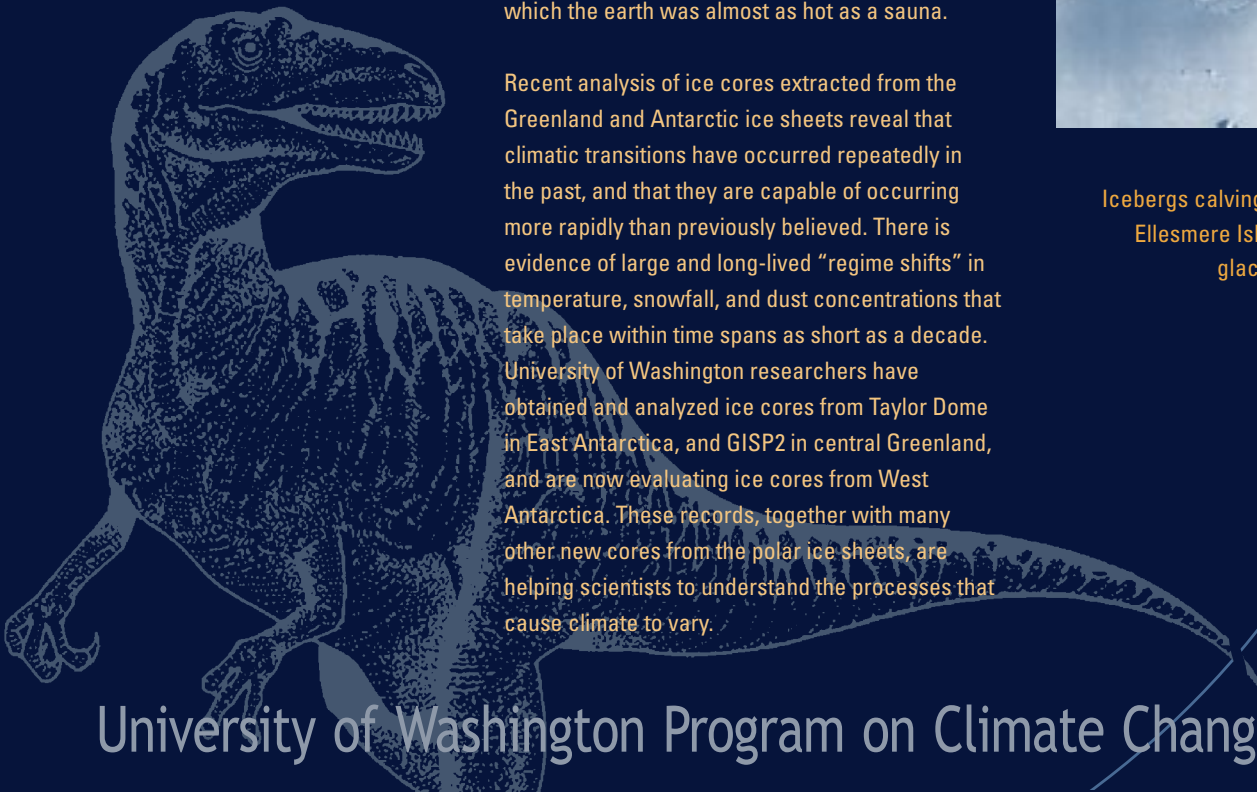 which the earth was almost as hot as a sauna.
Recent analysis of ice cores extracted from the
Greenland and Antarctic ice sheets reveal that
climatic transitions have occurred repeatedly in
the past, and that they are capable of occurring
more rapidly than previously believed. There is
evidence of large and long-lived “regime shifts” in
temperature, snowfall, and dust concentrations that
take place within time spans as short as a decade.
University of Washington researchers have
obtained and analyzed ice cores from Taylor Dome
in East Antarctica, and GISP2 in central Greenland,
and are now evaluating ice cores from West
Antarctica. These records, together with many
other new cores from the polar ice sheets, are
helping scientists to understand the processes that
cause climate to vary.
Icebergs calving
Ellesmere Isl
glac
University of Washington Program on Climate Chang